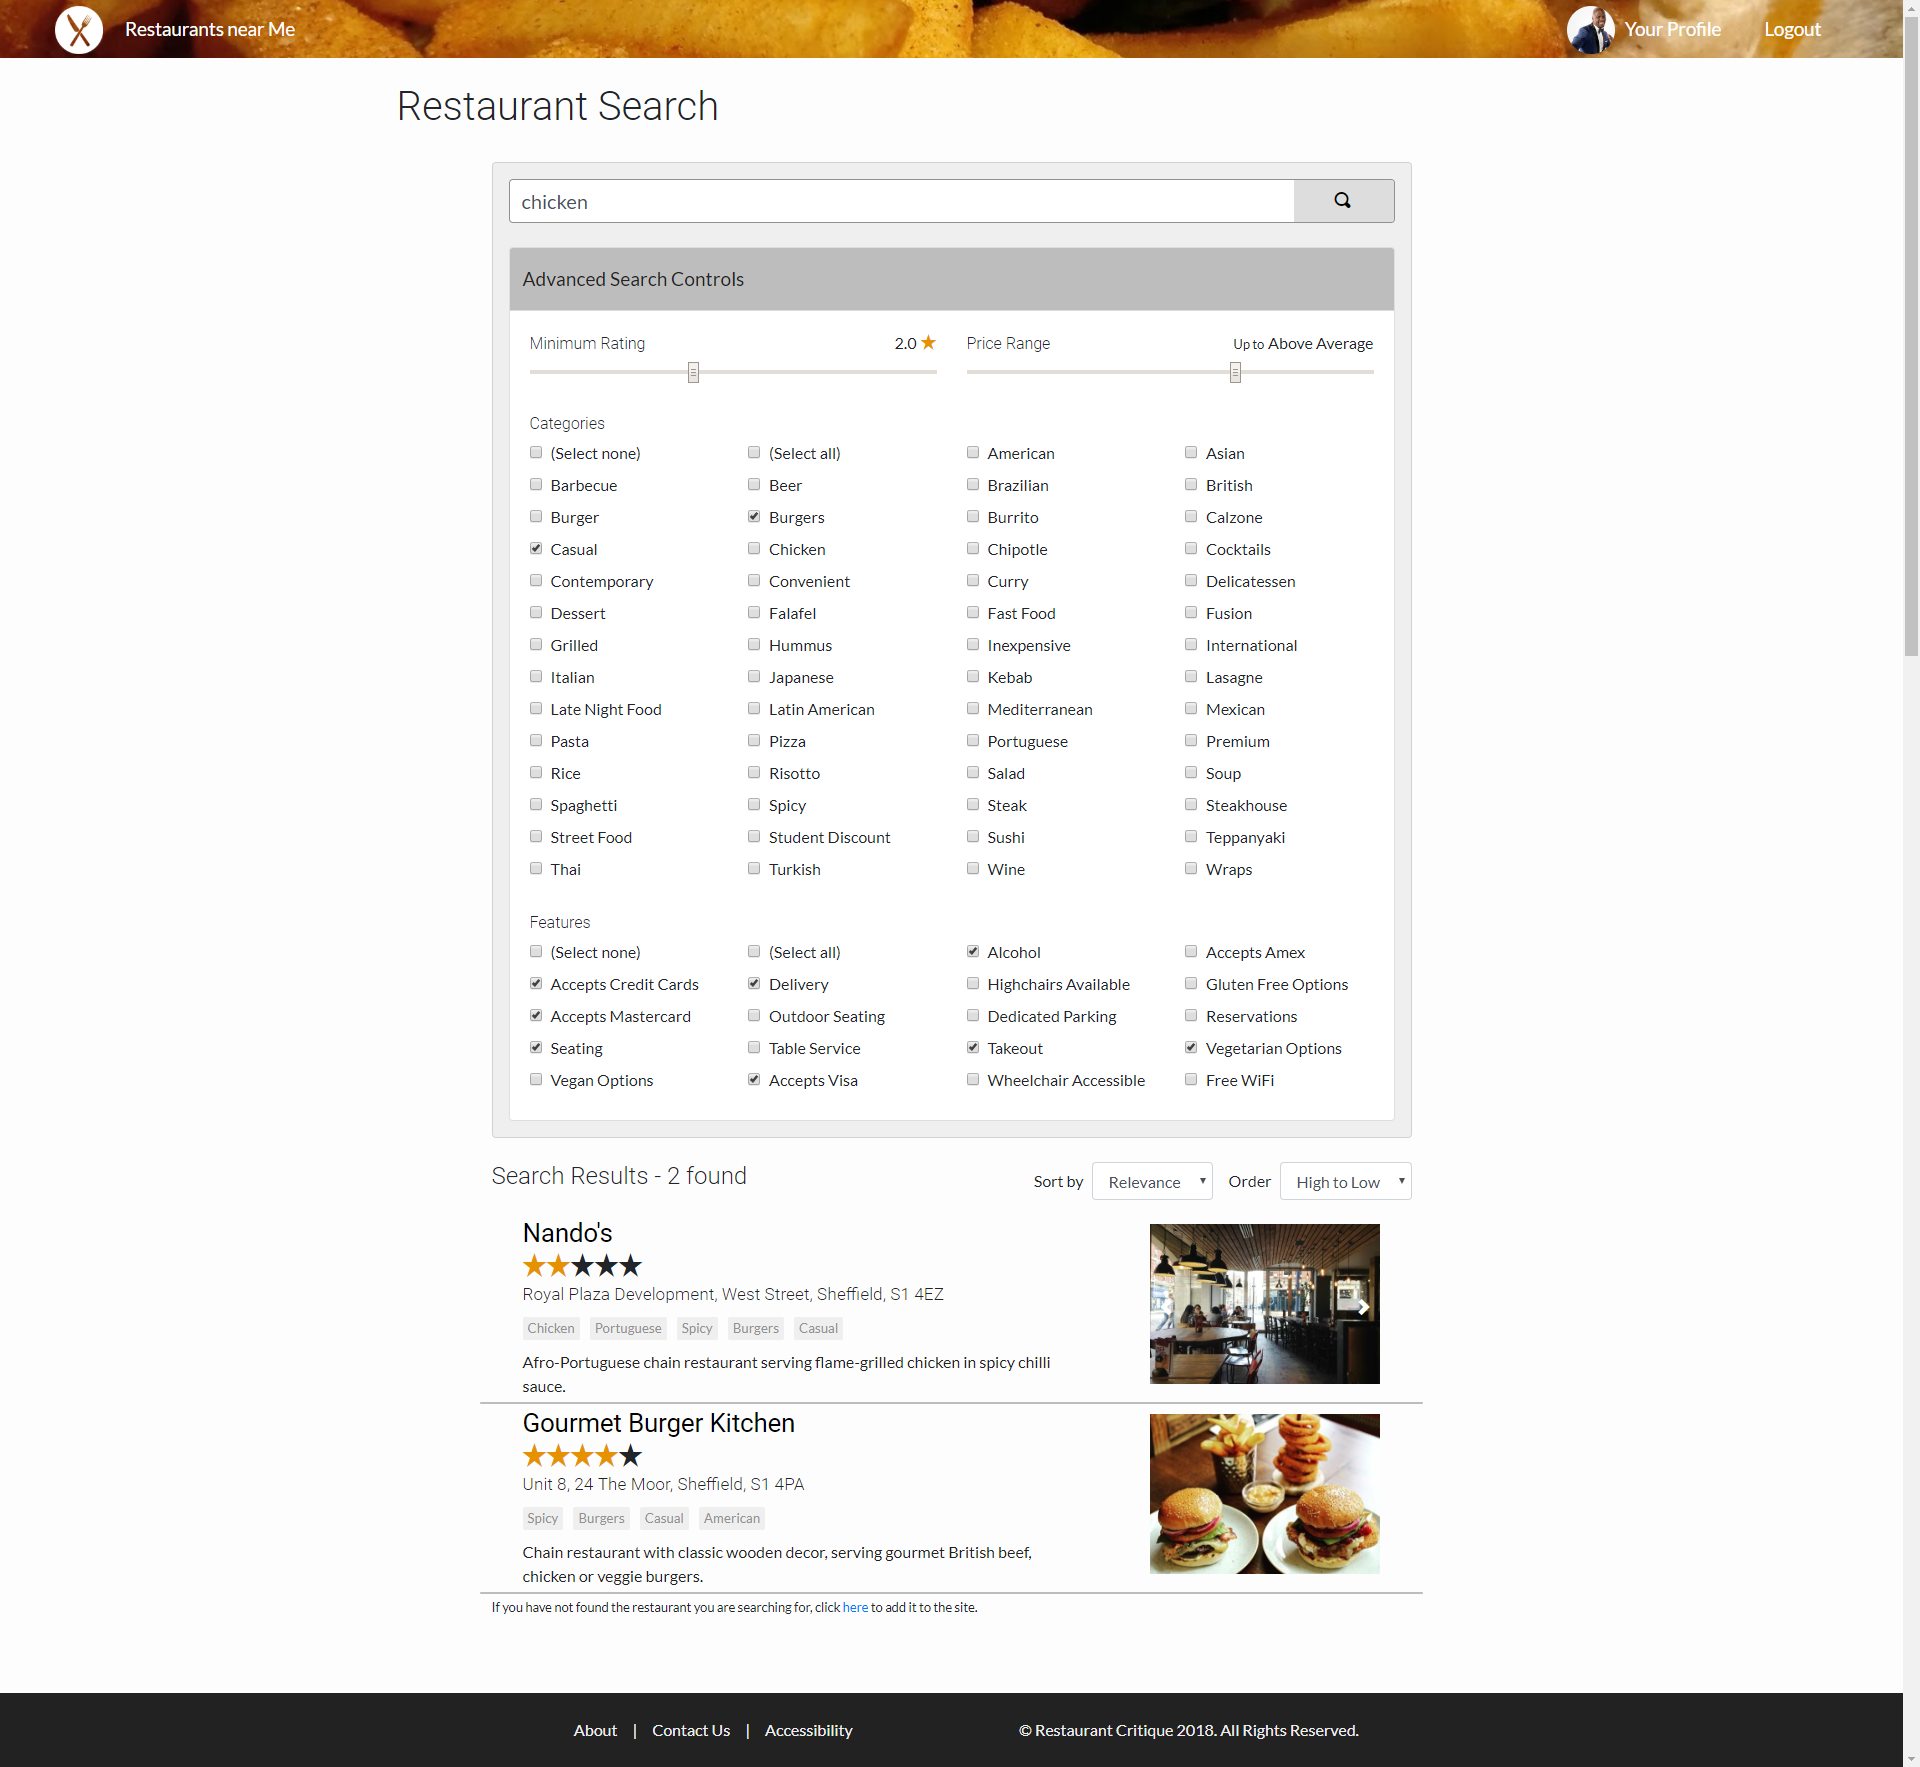 Restaurants near Me Your Profile Logout
Restaurant Search
chicken
Advanced Search Controls
Minimum Rating 2.0 ★ Price Range Up to Above Average
Categories
(Select none) (Select all) American Asian
Barbecue Beer Brazilian British
Burger Burgers Burrito Calzone
Casual Chicken Chipotle Cocktails
Contemporary Convenient Curry Delicatessen
Dessert Falafel Fast Food Fusion
Grilled Hummus Inexpensive International
Italian Japanese Kebab Lasagne
Late Night Food Latin American Mediterranean Mexican
Pasta Pizza Portuguese Premium
Rice Risotto Salad Soup
Spaghetti Spicy Steak Steakhouse
Street Food Student Discount Sushi Teppanyaki
Thai Turkish Wine Wraps
Features
(Select none) (Select all) Alcohol Accepts Amex
Accepts Credit Cards Delivery Highchairs Available Gluten Free Options
Accepts Mastercard Outdoor Seating Dedicated Parking Reservations
Seating Table Service Takeout Vegetarian Options
Vegan Options Accepts Visa Wheelchair Accessible Free WiFi
Search Results - 2 found Sort by Relevance Order High to Low
Nando's
★★★★★
Royal Plaza Development, West Street, Sheffield, S1 4EZ
Chicken Portuguese Spicy Burgers Casual
Afro-Portuguese chain restaurant serving flame-grilled chicken in spicy chilli
sauce.
Gourmet Burger Kitchen
★★★★★
Unit 8, 24 The Moor, Sheffield, S1 4PA
Spicy Burgers Casual American
Chain restaurant with classic wooden decor, serving gourmet British beef,
chicken or veggie burgers.
If you have not found the restaurant you are searching for, click here to add it to the site.
About | Contact Us | Accessibility © Restaurant Critique 2018. All Rights Reserved.